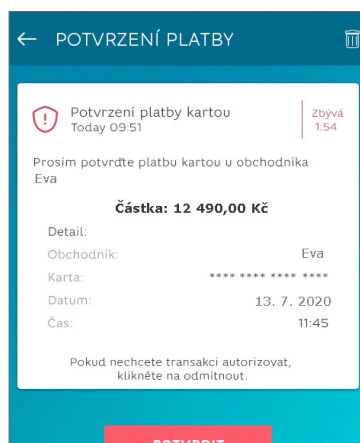 POTVRZENÍ PLATBY
Potvrzení platby kartou
Today 09:51
Zbývá
1:54
Prosím potvrďte platbu kartou u obchodníka
Eva
Částka: 12 490,00 Kč
Detail:
Obchodník: Eva
Karta: **** **** **** ****
Datum: 13. 7. 2020
Čas: 11:45
Pokud nechcete transakci autorizovat,
klikněte na odmítnout.
POTVRDIT